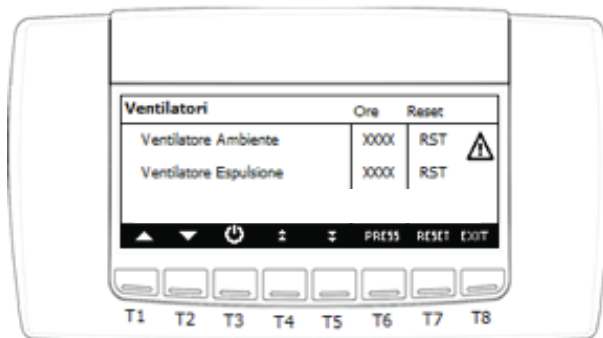 Ventilatori Ore Reset
Ventilatore Ambiente XXXX RST
Ventilatore Espulsione XXXX RST
PRESS RESET EXIT
T1 T2 T3 T4 T5 T6 T7 T8